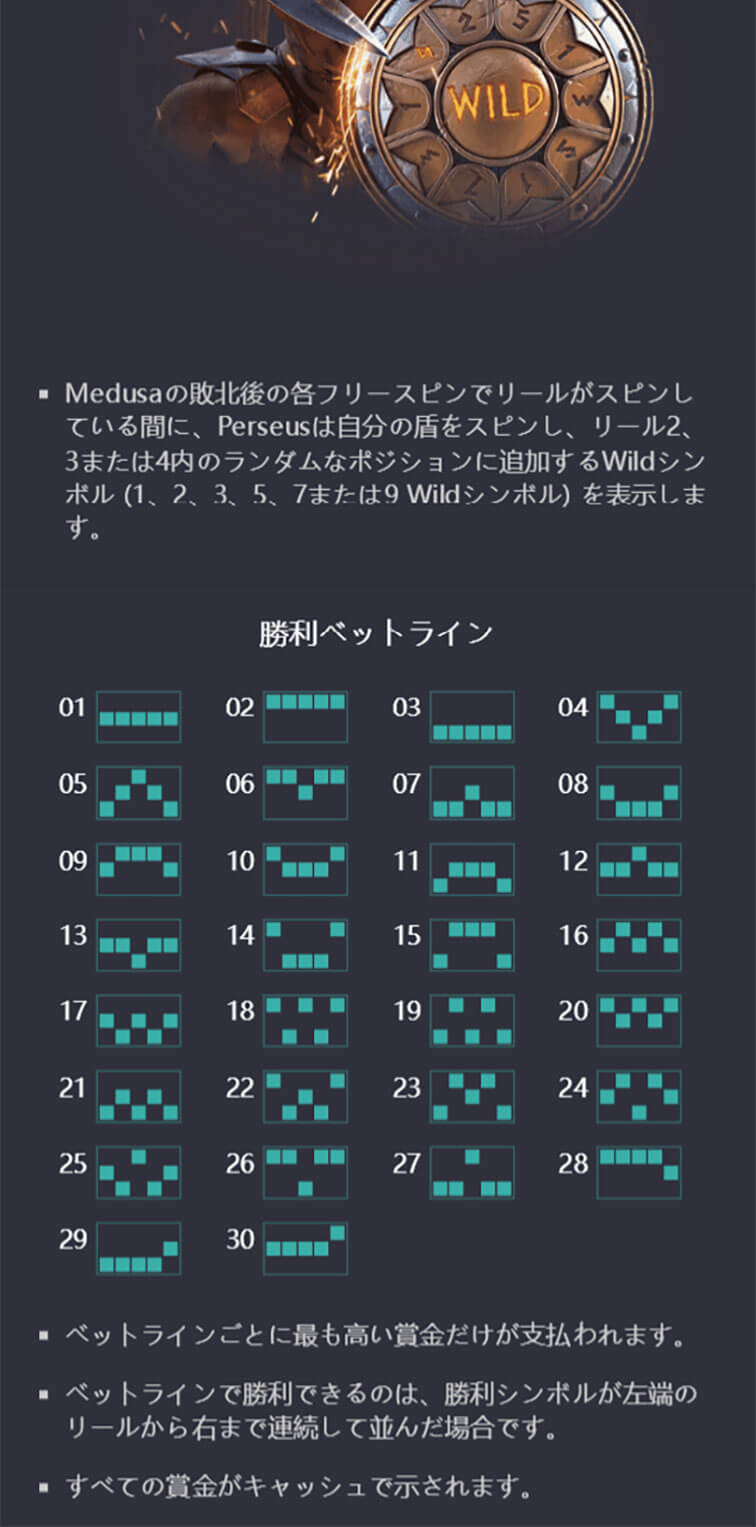 2 5
7
1 W
WILD
Medusaの敗北後の各フリースピンでリールがスピンし
ている間に、Perseusは自分の盾をスピンし、リール2、
3または4内のランダムなポジションに追加するWildシン
ボル (1、2、3、5、7または9 Wildシンボル) を表示しま
す。
勝利ベットライン
01 02 03 04
05 06 07 08
09 10 11 12
13 14 15 16
17 18 19 20
21 22 23 24
25 26 27 28
29 30
ベットラインごとに最も高い賞金だけが支払われます。
ベットラインで勝利できるのは、勝利シンボルが左端の
リールから右まで連続して並んだ場合です。
すべての賞金がキャッシュで示されます。